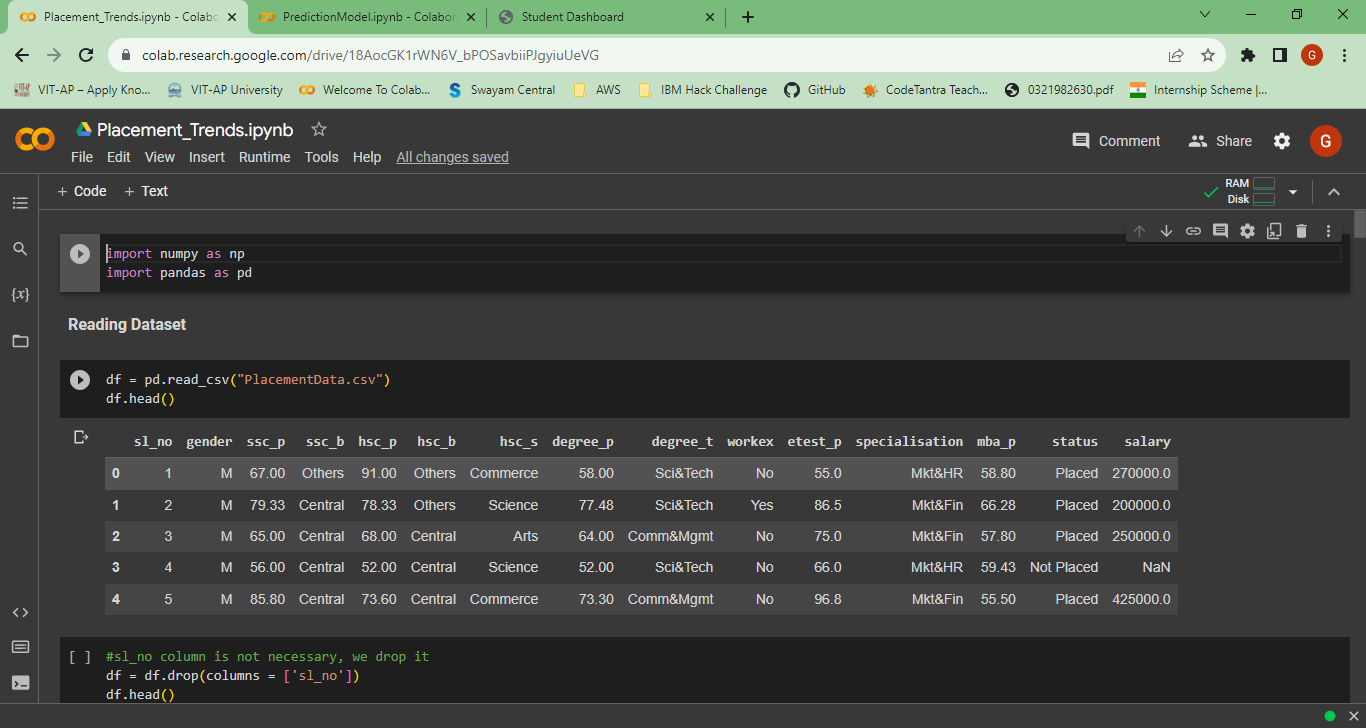 Placement_Trends.ipynb - Colabo
PredictionModel.ipynb - Colabor
Student Dashboard
colab.research.google.com/drive/18AocGK1rWN6V_bPOSavbiiPJgyiuUeVG
G
VIT-AP – Apply Kno...
VIT-AP University
Welcome To Colab...
Swayam Central
AWS
IBM Hack Challenge
GitHub
CodeTantra Teach...
0321982630.pdf
Internship Scheme |...
Placement_Trends.ipynb
File Edit View Insert Runtime Tools Help All changes saved
Comment
Share
G
+ Code + Text
RAM
Disk
import numpy as np
import pandas as pd
{x}
Reading Dataset
df = pd.read_csv("PlacementData.csv")
df.head()
sl_no gender ssc_p ssc_b hsc_p hsc_b hsc_s degree_p degree_t workex etest_p specialisation mba_p status salary
0 1 M 67.00 Others 91.00 Others Commerce 58.00 Sci&Tech No 55.0 Mkt&HR 58.80 Placed 270000.0
1 2 M 79.33 Central 78.33 Others Science 77.48 Sci&Tech Yes 86.5 Mkt&Fin 66.28 Placed 200000.0
2 3 M 65.00 Central 68.00 Central Arts 64.00 Comm&Mgmt No 75.0 Mkt&Fin 57.80 Placed 250000.0
3 4 M 56.00 Central 52.00 Central Science 52.00 Sci&Tech No 66.0 Mkt&HR 59.43 Not Placed NaN
4 5 M 85.80 Central 73.60 Central Commerce 73.30 Comm&Mgmt No 96.8 Mkt&Fin 55.50 Placed 425000.0
[ ] #sl_no column is not necessary, we drop it
df = df.drop(columns = ['sl_no'])
df.head()